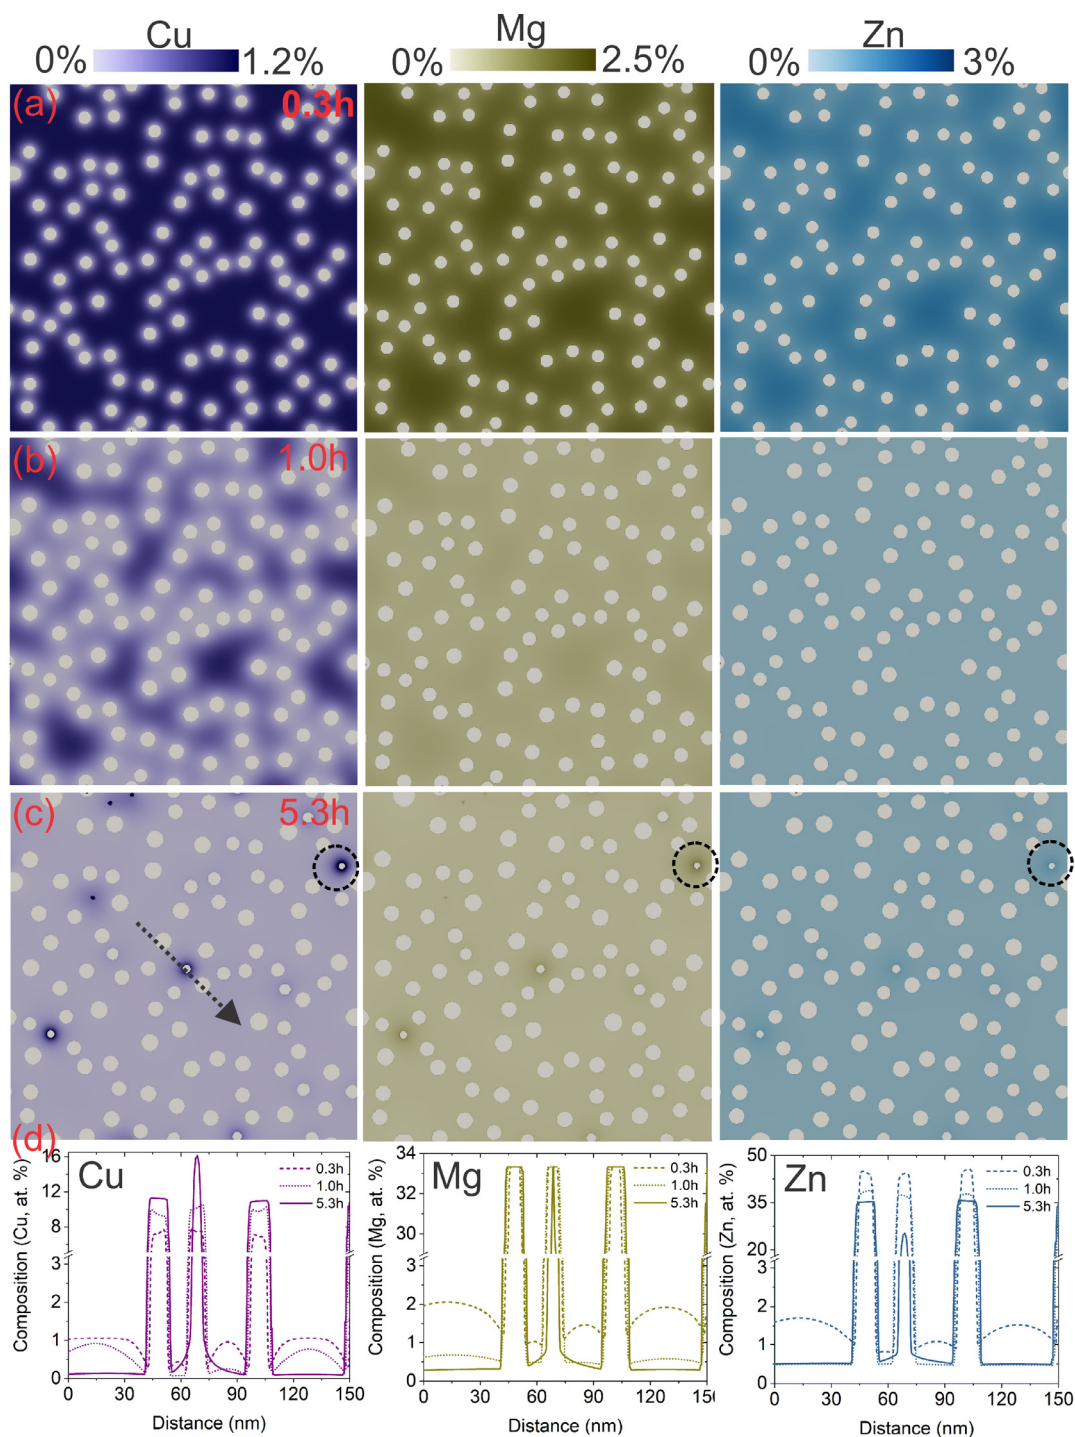 Cu Mg Zn
0% 1.2% 0% 2.5% 0% 3%
(a) 0.3h
(b) 1.0h
(c) 5.3h
(d)
Composition (Cu, at. %)
16
12
8
4
3
2
1
0
Cu
0.3h
1.0h
5.3h
0 30 60 90 120 150
Distance (nm)
Composition (Mg, at. %)
34
33
32
31
30
3
2
1
0
Mg
0.3h
1.0h
5.3h
0 30 60 90 120 150
Distance (nm)
Composition (Zn, at. %)
50
35
20
3
2
1
0
Zn
0.3h
1.0h
5.3h
0 30 60 90 120 150
Distance (nm)